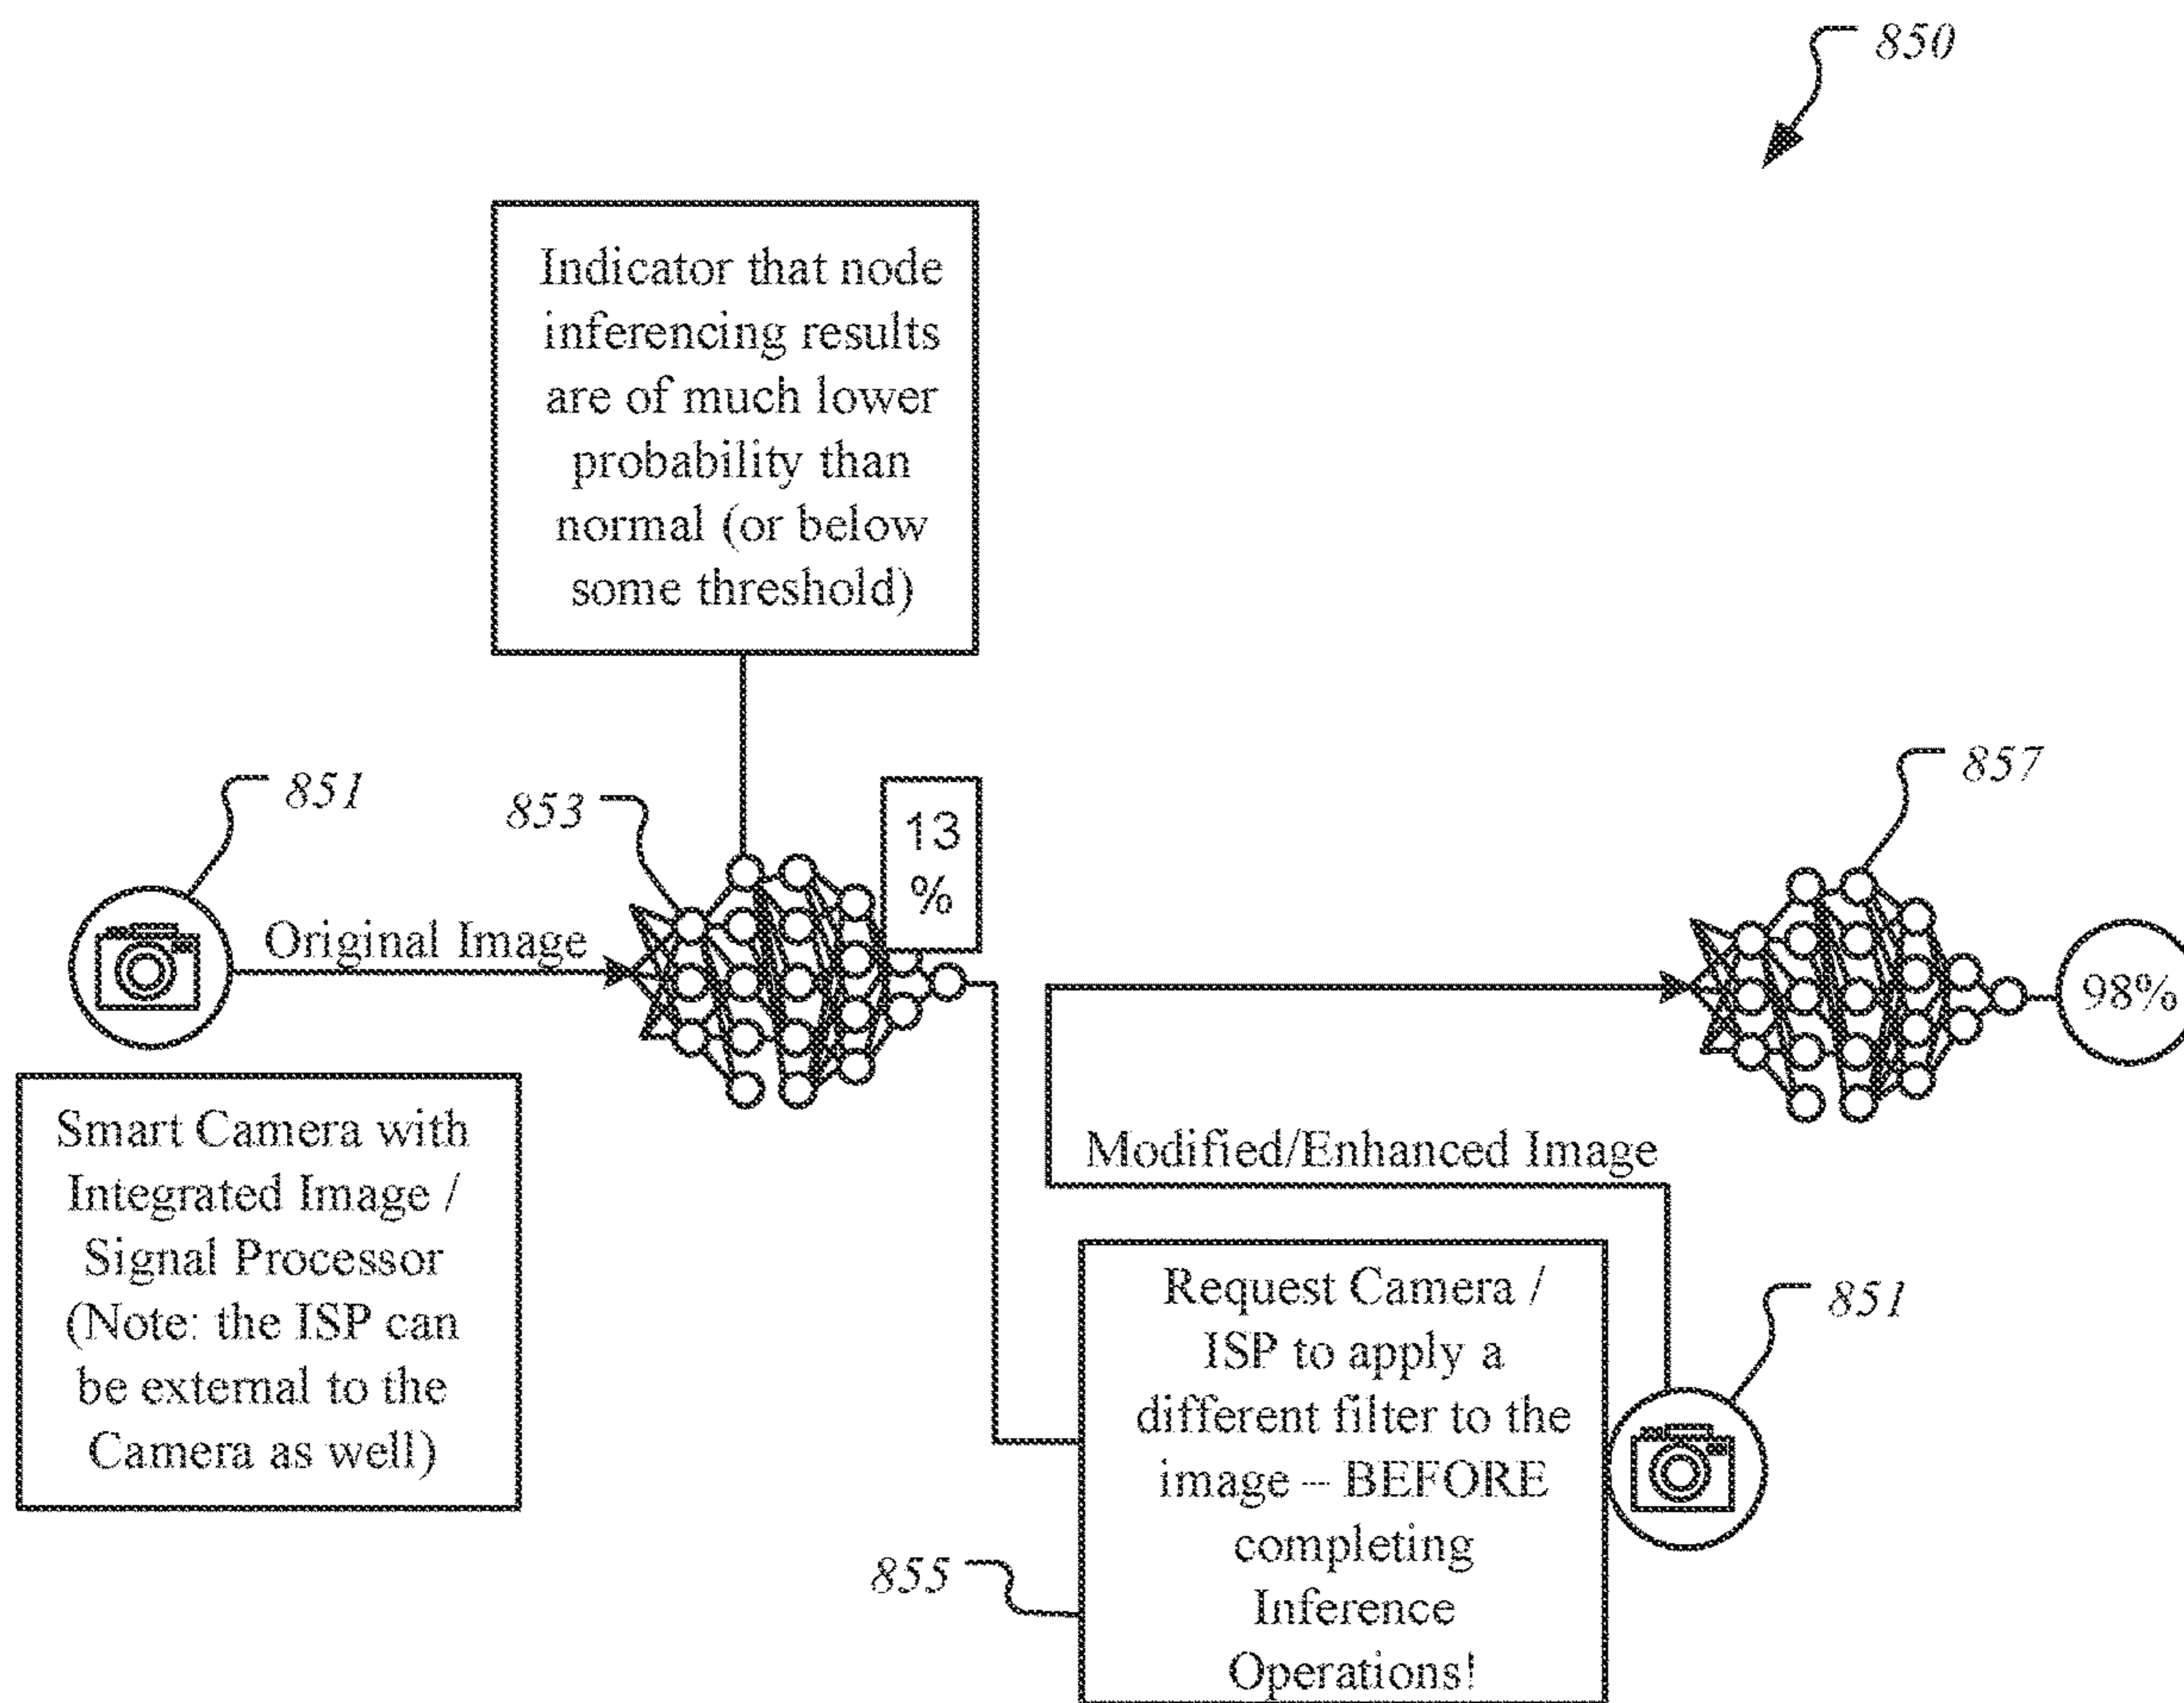 850
Indicator that node
inferencing results
are of much lower
probability than
normal (or below
some threshold)
851
853
13
%
857
Original Image
98%
Smart Camera with
Integrated Image /
Signal Processor
(Note: the ISP can
be external to the
Camera as well)
Modified/Enhanced Image
Request Camera /
ISP to apply a
different filter to the
image – BEFORE
completing
Inference
Operations!
851
855